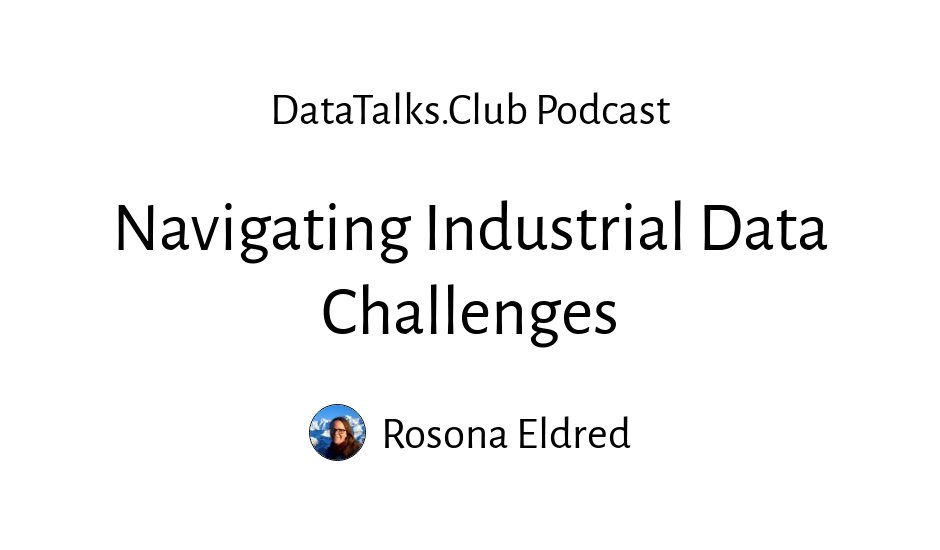 DataTalks.Club Podcast
Navigating Industrial Data
Challenges
Rosona Eldred